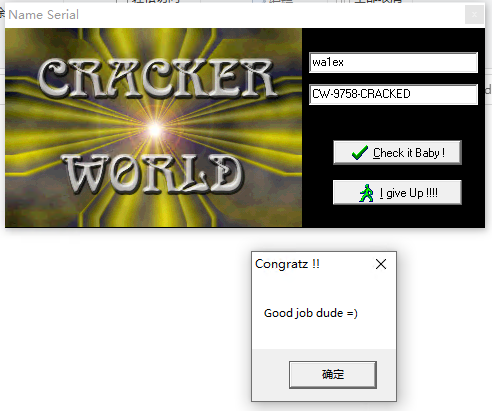 Name Serial
CRACKER
WORLD
wa1ex
CW-9758-CRACKED
Check it Baby !
I give Up !!!!
Congratz !!
Good job dude =)
确定